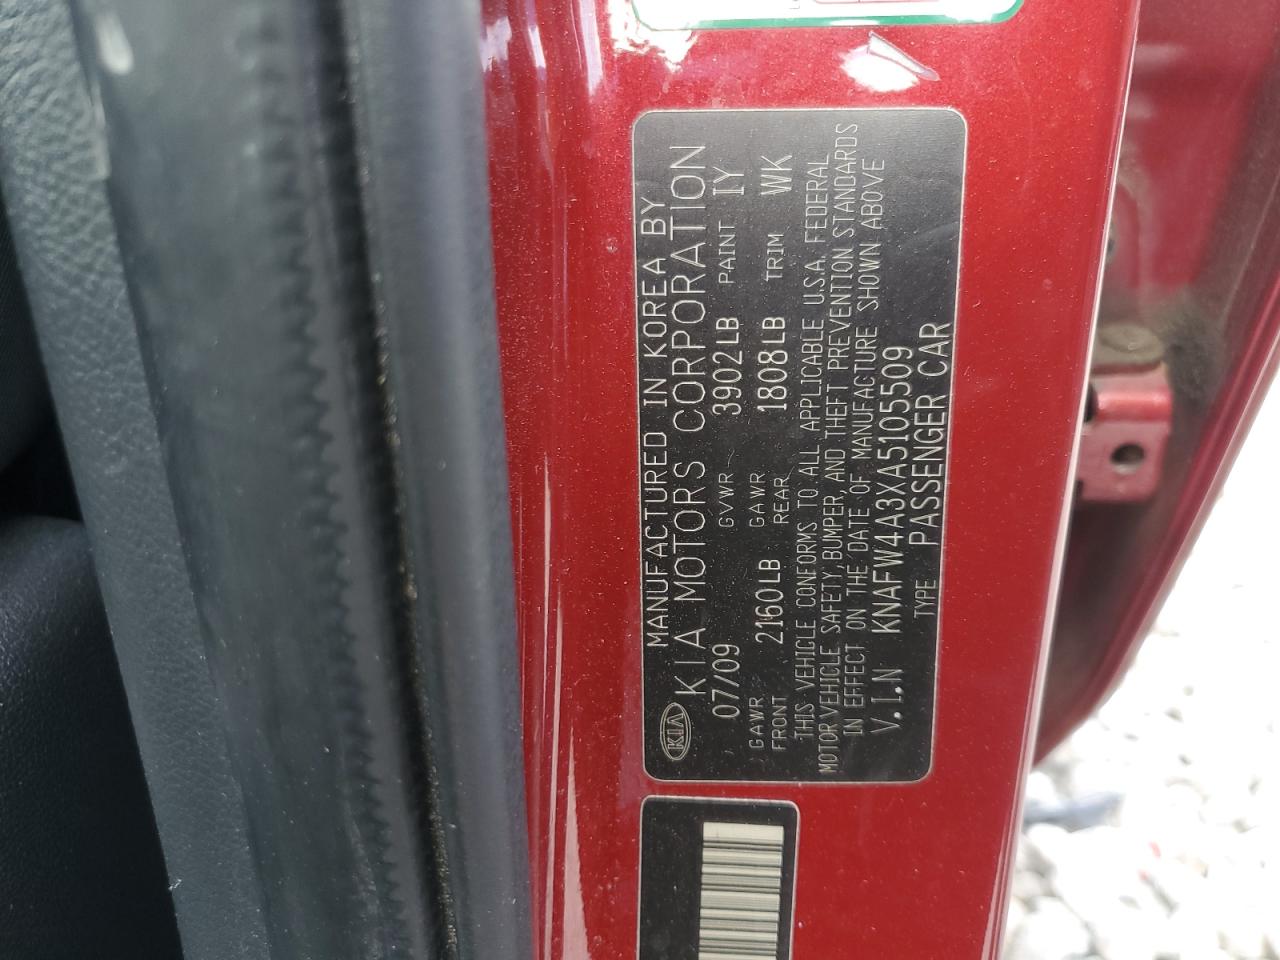 MANUFACTURED IN KOREA BY
KIA KIA MOTORS CORPORATION
07/09 GVWR 3902LB PAINT IY
GAWR FRONT 2160LB GAWR REAR 1808LB TRIM WK
THIS VEHICLE CONFORMS TO ALL APPLICABLE U.S.A. FEDERAL
MOTOR VEHICLE SAFETY, BUMPER, AND THEFT PREVENTION STANDARDS
IN EFFECT ON THE DATE OF MANUFACTURE SHOWN ABOVE
V.I.N KNAFW4A3XA5105509
TYPE PASSENGER CAR